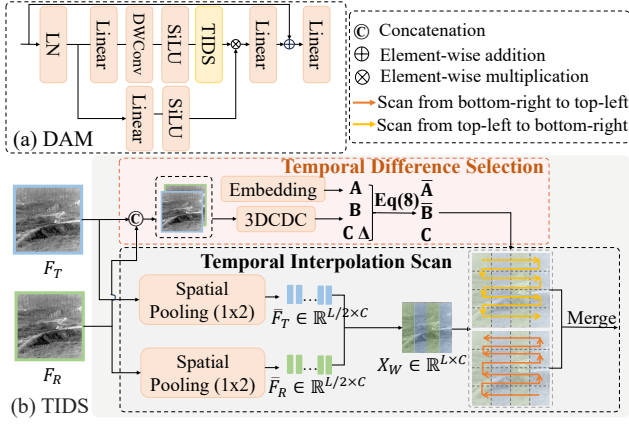 LN
Linear
DWConv
SiLU
TIDS
⊗
Linear
⊕
Linear
Linear
SiLU
(a) DAM
© Concatenation
⊕ Element-wise addition
⊗ Element-wise multiplication
Scan from bottom-right to top-left
Scan from top-left to bottom-right
Temporal Difference Selection
Embedding
3DCDC
A
B
C Δ
Eq(8)
A̅
B̅
C
F_T
©
F_R
Temporal Interpolation Scan
Spatial
Pooling (1x2)
F̅_T ∈ ℝ^{L/2×C}
Spatial
Pooling (1x2)
F̅_R ∈ ℝ^{L/2×C}
X_W ∈ ℝ^{L×C}
Merge
(b) TIDS